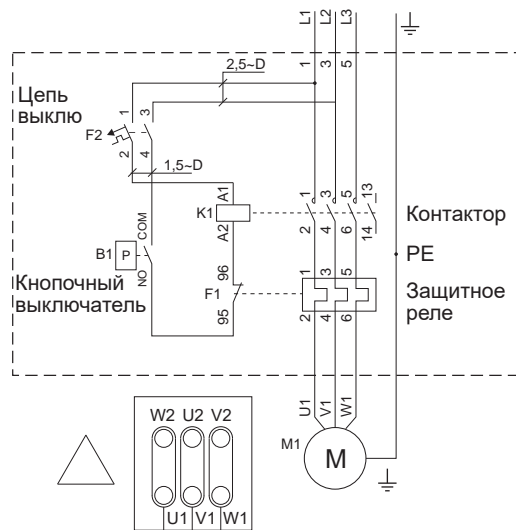 L1 L2 L3
1 3 5
2,5~D
Цепь
выклю
1 3
F2
2 4
1,5~D
A1
K1
A2
1 3 5 13
2 4 6 14
Контактор
COM
B1 P
NO
PE
Кнопочный
выключатель
96
F1
95
1 3 5
2 4 6
Защитное
реле
U1 V1 W1
M1
M
W2 U2 V2
U1 V1 W1